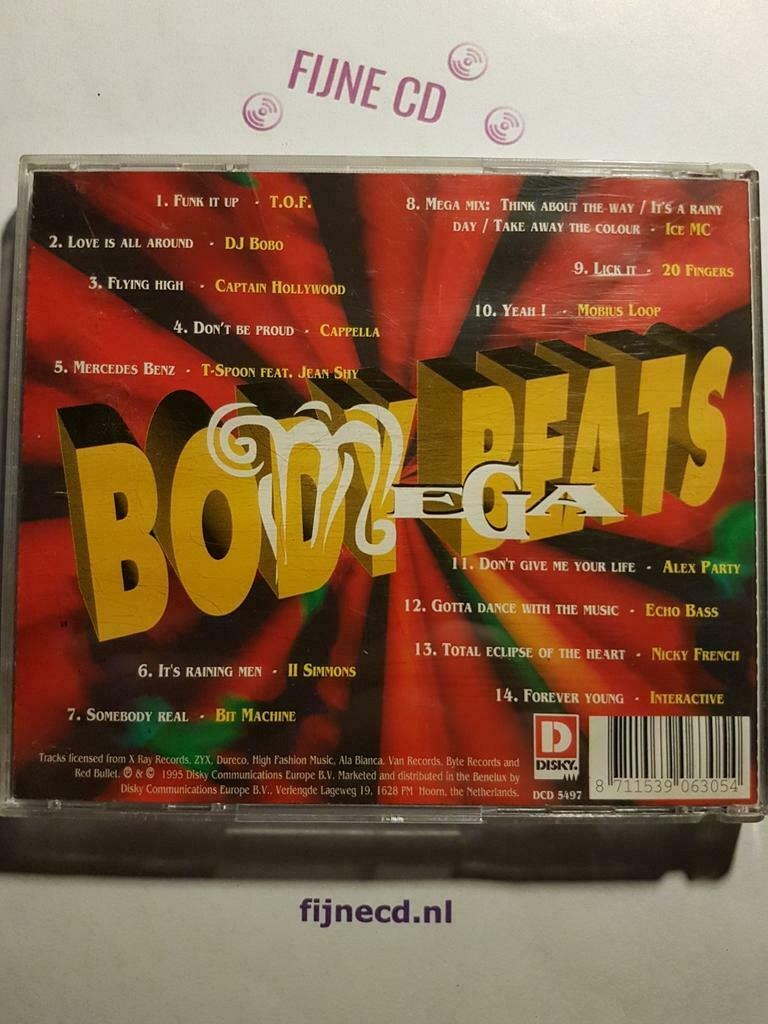 FIJNE CD
1. Funk it up - T.O.F.
2. Love is all around - DJ Bobo
3. Flying high - Captain Hollywood
4. Don't be proud - Cappella
5. Mercedes Benz - T-Spoon feat. Jean Shy
8. Mega mix: Think about the way / It's a rainy
day / Take away the colour - Ice MC
9. Lick it - 20 Fingers
10. Yeah ! - Mobius Loop
BODY BEATS
MEGA
6. It's raining men - II Simmons
7. Somebody real - Bit Machine
11. Don't give me your life - Alex Party
12. Gotta dance with the music - Echo Bass
13. Total eclipse of the heart - Nicky French
14. Forever young - Interactive
Tracks licensed from X Ray Records, ZYX, Dureco, High Fashion Music, Ala Bianca, Van Records, Byte Records and
Red Bullet. ℗ & © 1995 Disky Communications Europe B.V. Marketed and distributed in the Benelux by
Disky Communications Europe B.V., Verlengde Lageweg 19, 1628 PM Hoorn, the Netherlands.
D
DISKY.
DCD 5497
8 711539 063054
fijnecd.nl